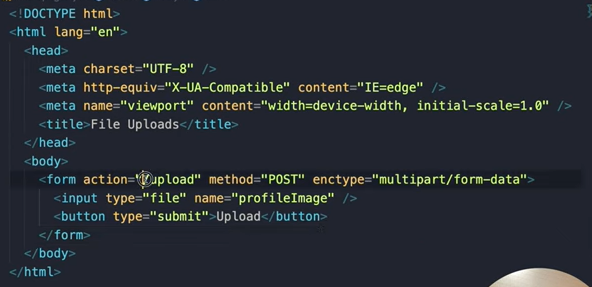 <!DOCTYPE html>
<html lang="en">
<head>
<meta charset="UTF-8" />
<meta http-equiv="X-UA-Compatible" content="IE=edge" />
<meta name="viewport" content="width=device-width, initial-scale=1.0" />
<title>File Uploads</title>
</head>
<body>
<form action="/upload" method="POST" enctype="multipart/form-data">
<input type="file" name="profileImage" />
<button type="submit">Upload</button>
</form>
</body>
</html>